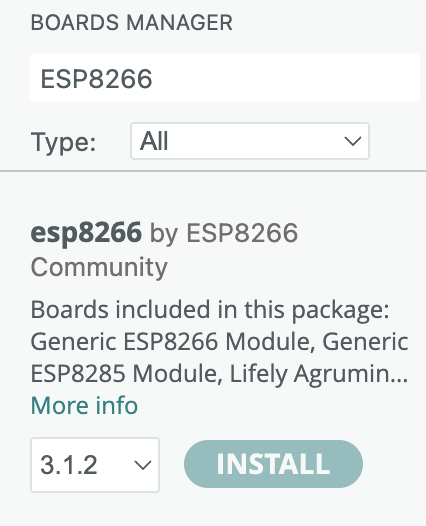 BOARDS MANAGER
ESP8266
Type: All
esp8266 by ESP8266
Community
Boards included in this package:
Generic ESP8266 Module, Generic
ESP8285 Module, Lifely Agrumin...
More info
3.1.2 INSTALL